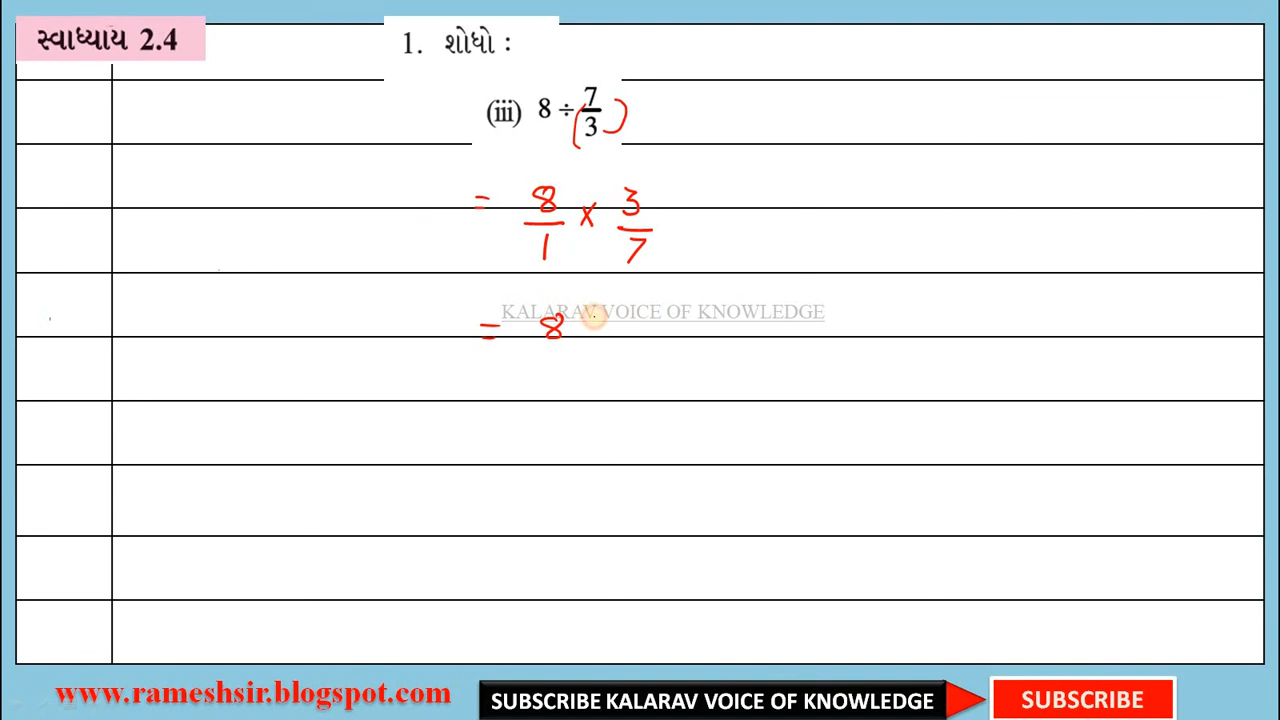 સ્વાધ્યાય 2.4
1. શોધો :
(iii) 8 ÷ (7/3)
= 8/1 × 3/7
KALARAV VOICE OF KNOWLEDGE
= 8
www.rameshsir.blogspot.com
SUBSCRIBE KALARAV VOICE OF KNOWLEDGE
SUBSCRIBE